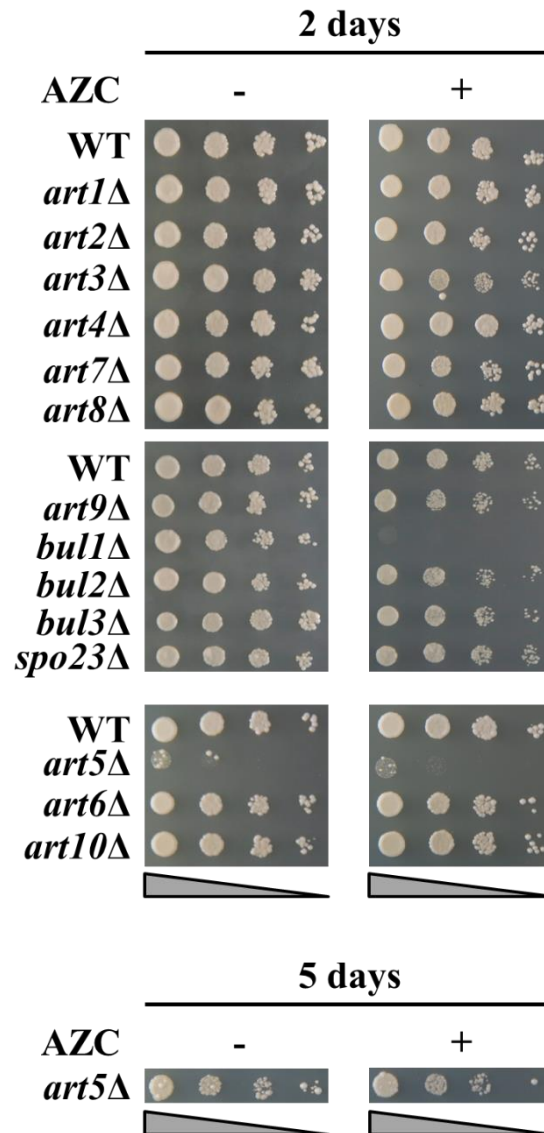 2 days
AZC - +
WT
art1Δ
art2Δ
art3Δ
art4Δ
art7Δ
art8Δ
WT
art9Δ
bul1Δ
bul2Δ
bul3Δ
spo23Δ
WT
art5Δ
art6Δ
art10Δ
5 days
AZC - +
art5Δ